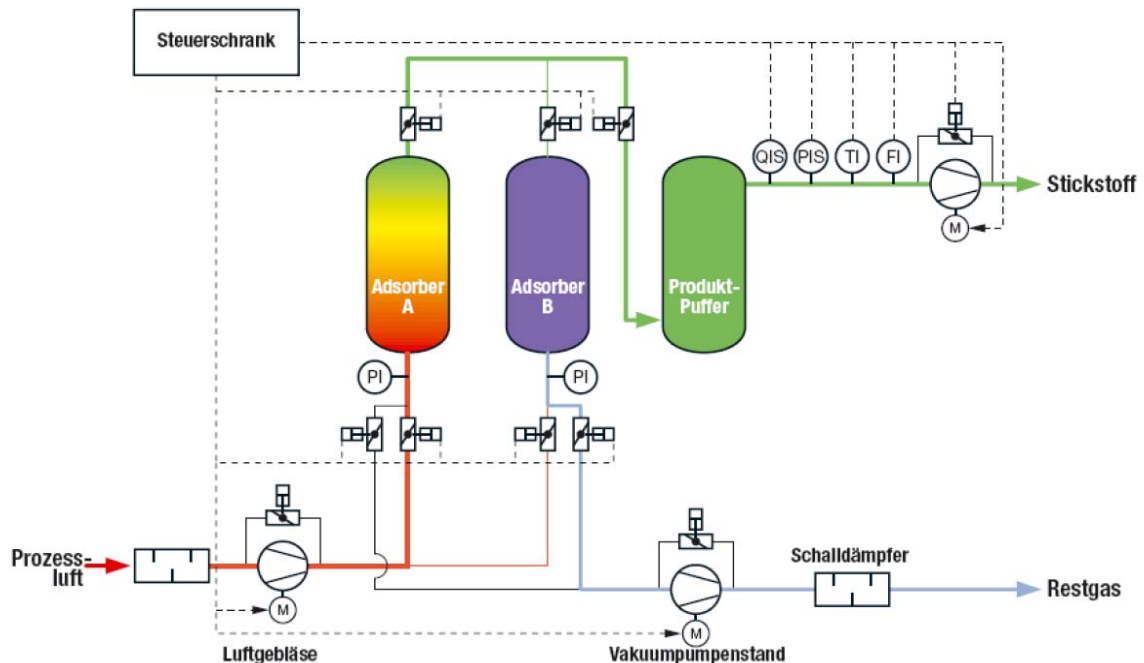 Steuerschrank
QIS
PIS
TI
FI
Stickstoff
M
Adsorber
A
Adsorber
B
Produkt-
Puffer
PI
PI
Prozess-
luft
Schalldämpfer
Restgas
M
M
Luftgebläse
Vakuumpumpenstand